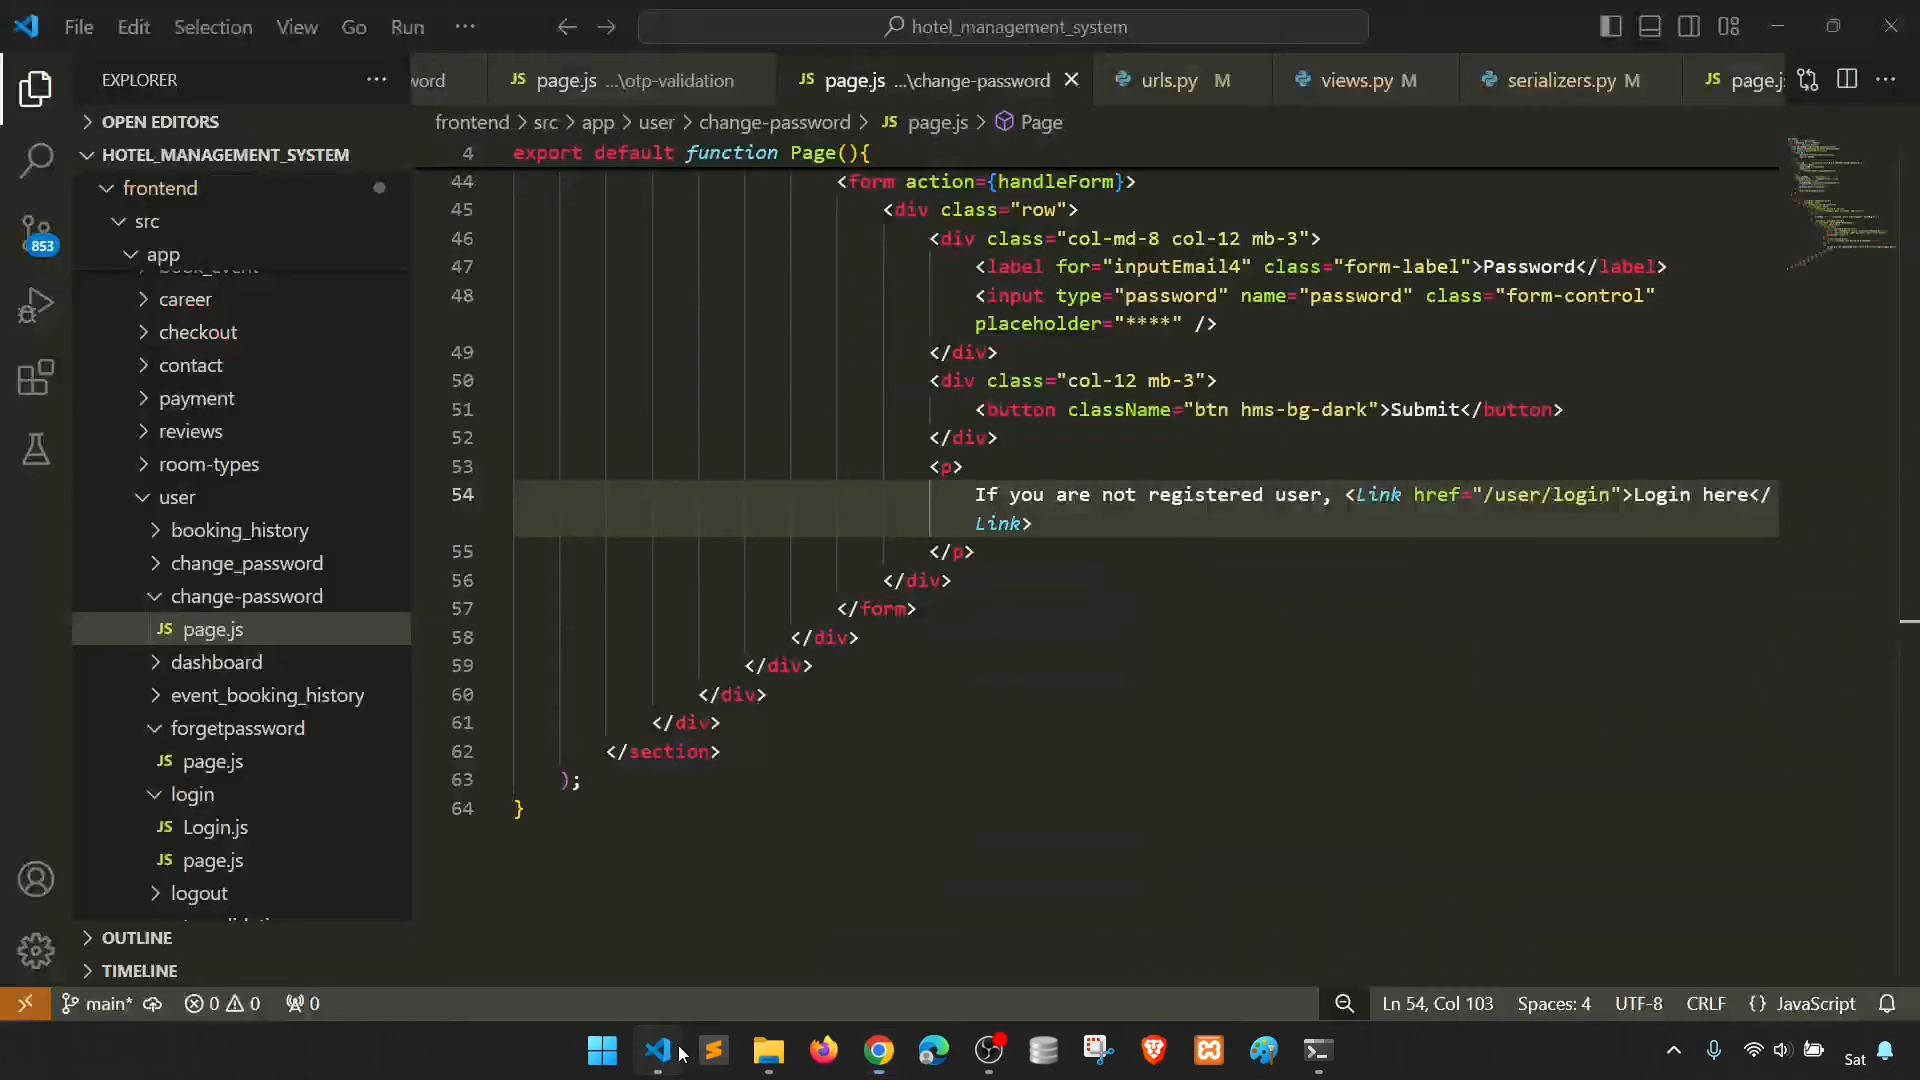 File Edit Selection View Go Run ··· hotel_management_system
EXPLORER ···
word JS page.js ...\otp-validation JS page.js ...\change-password urls.py M views.py M serializers.py M JS page.js
OPEN EDITORS
frontend > src > app > user > change-password > JS page.js > Page
HOTEL_MANAGEMENT_SYSTEM
frontend
src
app
career
checkout
contact
payment
reviews
room-types
user
booking_history
change_password
change-password
JS page.js
dashboard
event_booking_history
forgetpassword
JS page.js
login
JS Login.js
JS page.js
logout
OUTLINE
TIMELINE
853
4 export default function Page(){
44 <form action={handleForm}>
45 <div class="row">
46 <div class="col-md-8 col-12 mb-3">
47 <label for="inputEmail4" class="form-label">Password</label>
48 <input type="password" name="password" class="form-control"
placeholder="****" />
49 </div>
50 <div class="col-12 mb-3">
51 <button className="btn hms-bg-dark">Submit</button>
52 </div>
53 <p>
54 If you are not registered user, <Link href="/user/login">Login here</
Link>
55 </p>
56 </div>
57 </form>
58 </div>
59 </div>
60 </div>
61 </div>
62 </section>
63 );
64 }
main* 0 0 0 Ln 54, Col 103 Spaces: 4 UTF-8 CRLF {} JavaScript
Sat